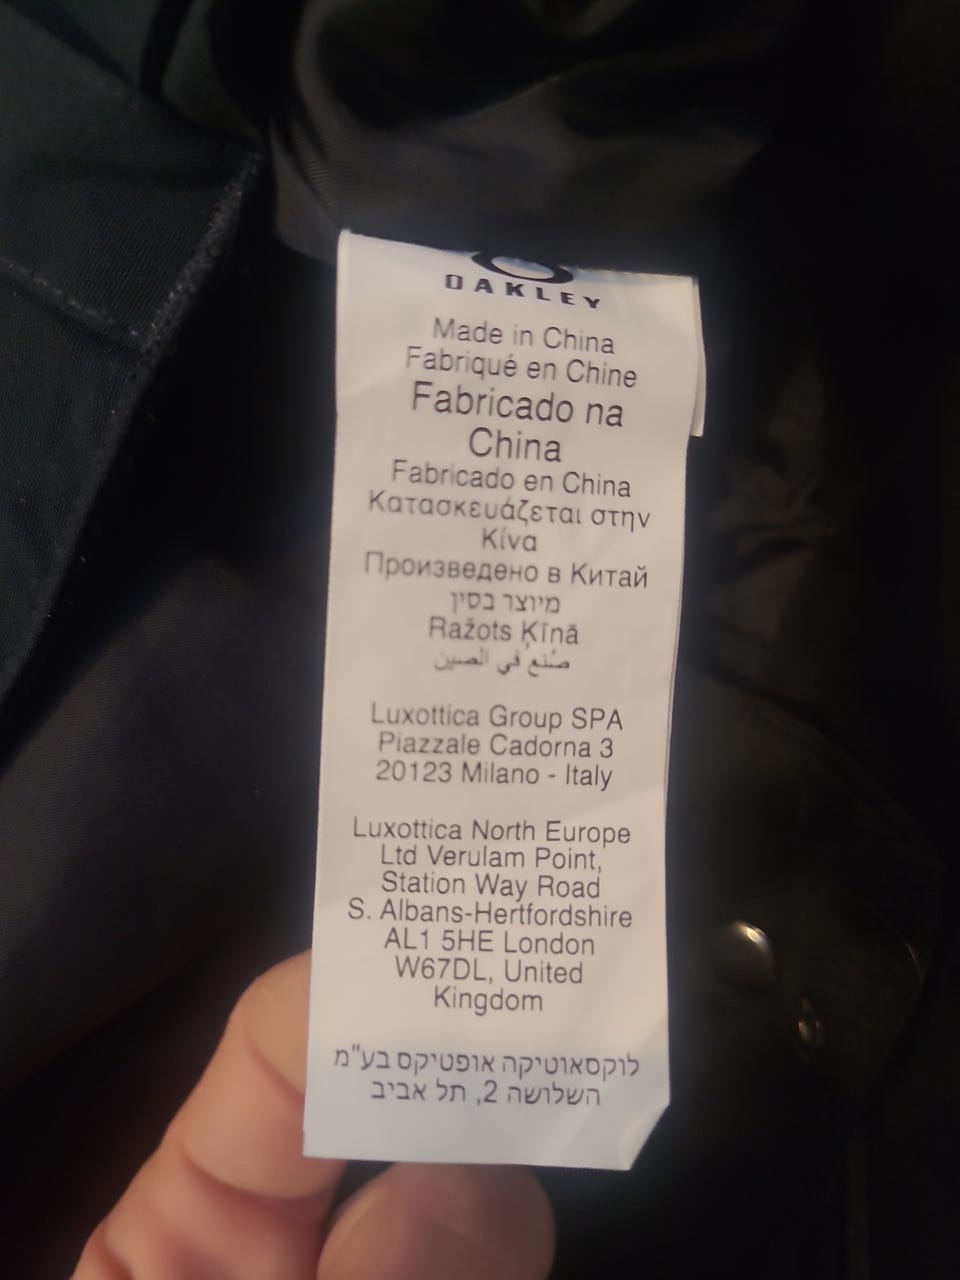 OAKLEY
Made in China
Fabriqué en Chine
Fabricado na
China
Fabricado en China
Κατασκευάζεται στην
Κίνα
Произведено в Китай
מיוצר בסין
Ražots Ķīnā
صُنع في الصين
Luxottica Group SPA
Piazzale Cadorna 3
20123 Milano - Italy
Luxottica North Europe
Ltd Verulam Point,
Station Way Road
S. Albans-Hertfordshire
AL1 5HE London
W67DL, United
Kingdom
לוקסאוטיקה אופטיקס בע"מ
השלושה 2, תל אביב